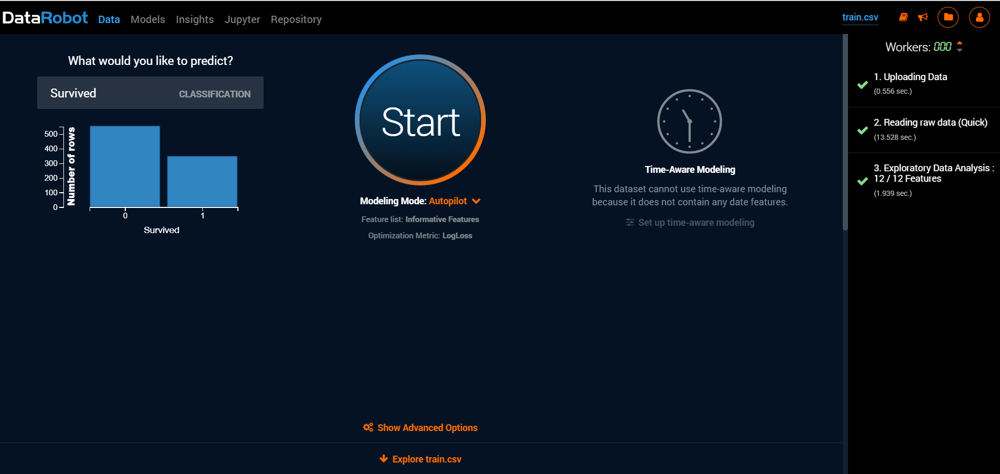 DataRobot Data Models Insights Jupyter Repository train.csv
What would you like to predict?
Survived CLASSIFICATION
Number of rows
500
400
300
200
100
0
0 1
Survived
Start
Modeling Mode: Autopilot
Feature list: Informative Features
Optimization Metric: LogLoss
Time-Aware Modeling
This dataset cannot use time-aware modeling
because it does not contain any date features.
Set up time-aware modeling
Show Advanced Options
Explore train.csv
Workers: 000
1. Uploading Data
(0.556 sec.)
2. Reading raw data (Quick)
(13.528 sec.)
3. Exploratory Data Analysis :
12 / 12 Features
(1.939 sec.)